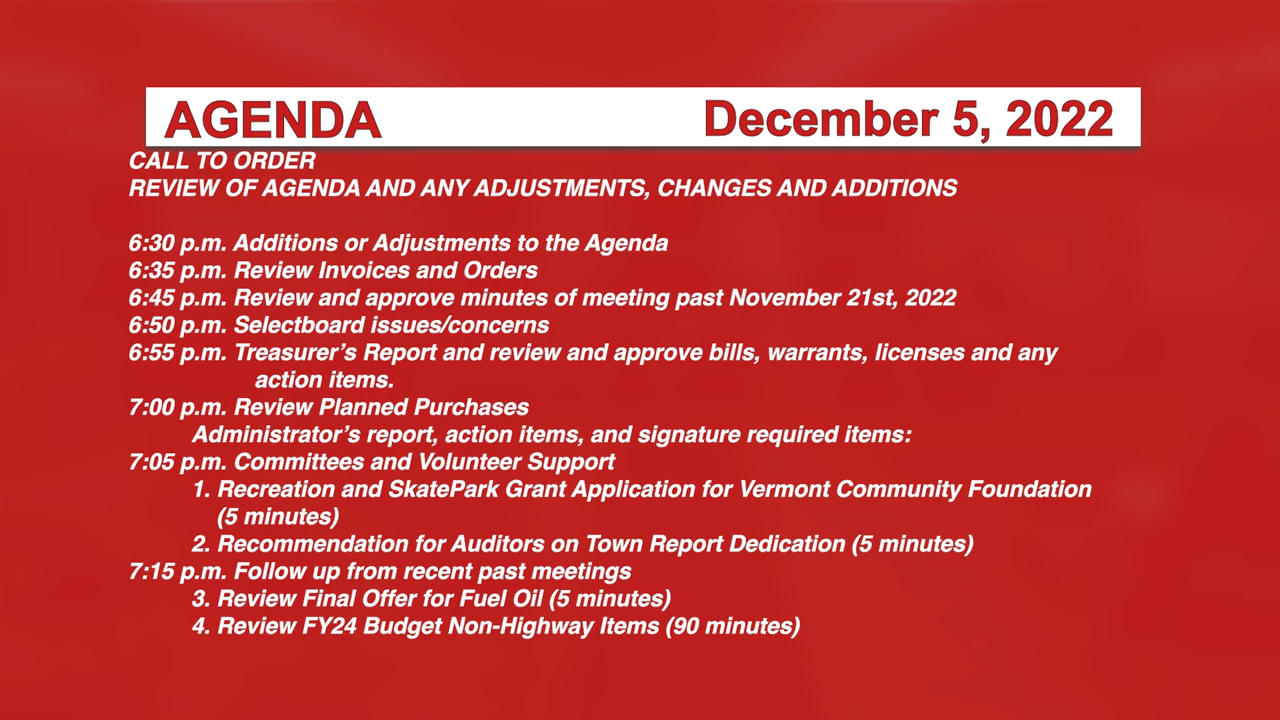 AGENDA December 5, 2022
CALL TO ORDER
REVIEW OF AGENDA AND ANY ADJUSTMENTS, CHANGES AND ADDITIONS
6:30 p.m. Additions or Adjustments to the Agenda
6:35 p.m. Review Invoices and Orders
6:45 p.m. Review and approve minutes of meeting past November 21st, 2022
6:50 p.m. Selectboard issues/concerns
6:55 p.m. Treasurer’s Report and review and approve bills, warrants, licenses and any
action items.
7:00 p.m. Review Planned Purchases
Administrator’s report, action items, and signature required items:
7:05 p.m. Committees and Volunteer Support
1. Recreation and SkatePark Grant Application for Vermont Community Foundation
(5 minutes)
2. Recommendation for Auditors on Town Report Dedication (5 minutes)
7:15 p.m. Follow up from recent past meetings
3. Review Final Offer for Fuel Oil (5 minutes)
4. Review FY24 Budget Non-Highway Items (90 minutes)